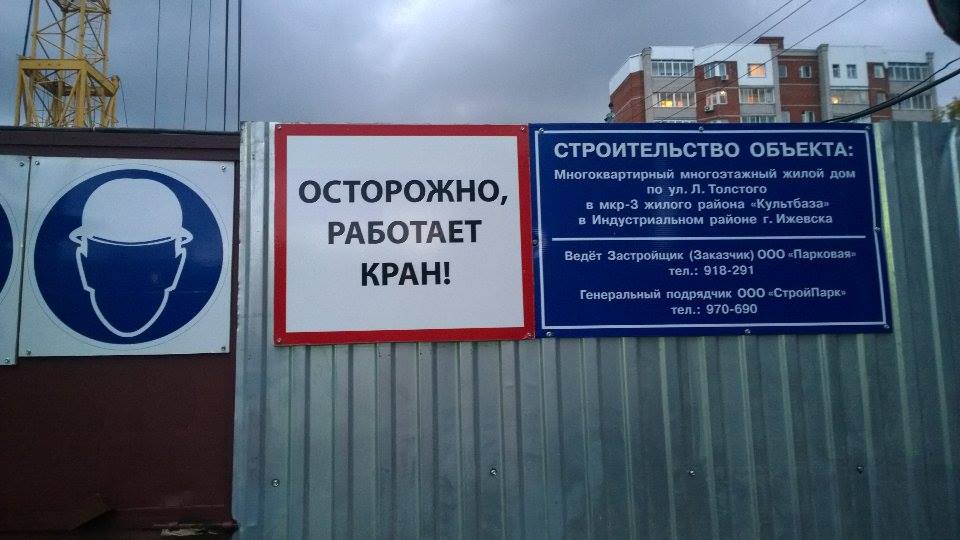 ОСТОРОЖНО,
РАБОТАЕТ
КРАН!
СТРОИТЕЛЬСТВО ОБЪЕКТА:
Многоквартирный многоэтажный жилой дом
по ул. Л. Толстого
в мкр-3 жилого района «Культбаза»
в Индустриальном районе г. Ижевска
Ведёт Застройщик (Заказчик) ООО «Парковая»
тел.: 918-291
Генеральный подрядчик ООО «СтройПарк»
тел.: 970-690